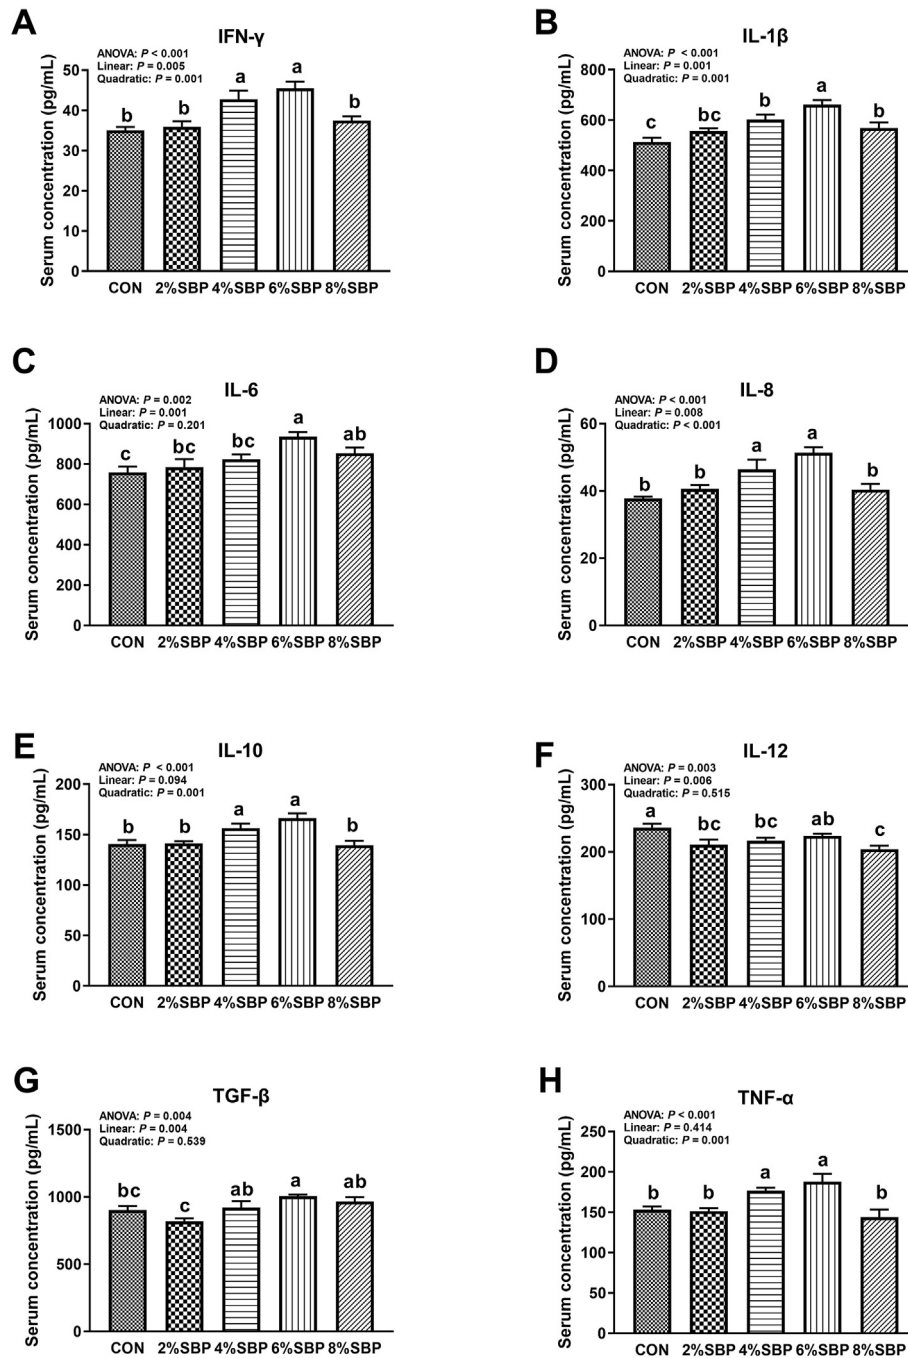 A
IFN-γ
ANOVA: P < 0.001
Linear: P = 0.005
Quadratic: P = 0.001
Serum concentration (pg/mL)
50
40
30
20
10
0
b
b
a
a
b
CON 2%SBP 4%SBP 6%SBP 8%SBP
B
IL-1β
ANOVA: P < 0.001
Linear: P = 0.001
Quadratic: P = 0.001
Serum concentration (pg/mL)
800
600
400
200
0
c
bc
b
a
b
CON 2%SBP 4%SBP 6%SBP 8%SBP
C
IL-6
ANOVA: P = 0.002
Linear: P = 0.001
Quadratic: P = 0.201
Serum concentration (pg/mL)
1000
800
600
400
200
0
c
bc
bc
a
ab
CON 2%SBP 4%SBP 6%SBP 8%SBP
D
IL-8
ANOVA: P < 0.001
Linear: P = 0.008
Quadratic: P < 0.001
Serum concentration (pg/mL)
60
40
20
0
b
b
a
a
b
CON 2%SBP 4%SBP 6%SBP 8%SBP
E
IL-10
ANOVA: P < 0.001
Linear: P = 0.094
Quadratic: P = 0.001
Serum concentration (pg/mL)
200
150
100
50
0
b
b
a
a
b
CON 2%SBP 4%SBP 6%SBP 8%SBP
F
IL-12
ANOVA: P = 0.003
Linear: P = 0.006
Quadratic: P = 0.515
Serum concentration (pg/mL)
300
200
100
0
a
bc
bc
ab
c
CON 2%SBP 4%SBP 6%SBP 8%SBP
G
TGF-β
ANOVA: P = 0.004
Linear: P = 0.004
Quadratic: P = 0.539
Serum concentration (pg/mL)
1500
1000
500
0
bc
c
ab
a
ab
CON 2%SBP 4%SBP 6%SBP 8%SBP
H
TNF-α
ANOVA: P < 0.001
Linear: P = 0.414
Quadratic: P = 0.001
Serum concentration (pg/mL)
250
200
150
100
50
0
b
b
a
a
b
CON 2%SBP 4%SBP 6%SBP 8%SBP